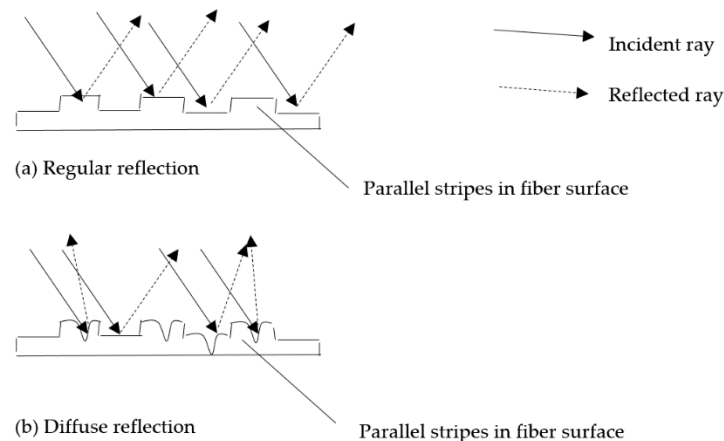 Incident ray
Reflected ray
(a) Regular reflection
Parallel stripes in fiber surface
(b) Diffuse reflection
Parallel stripes in fiber surface